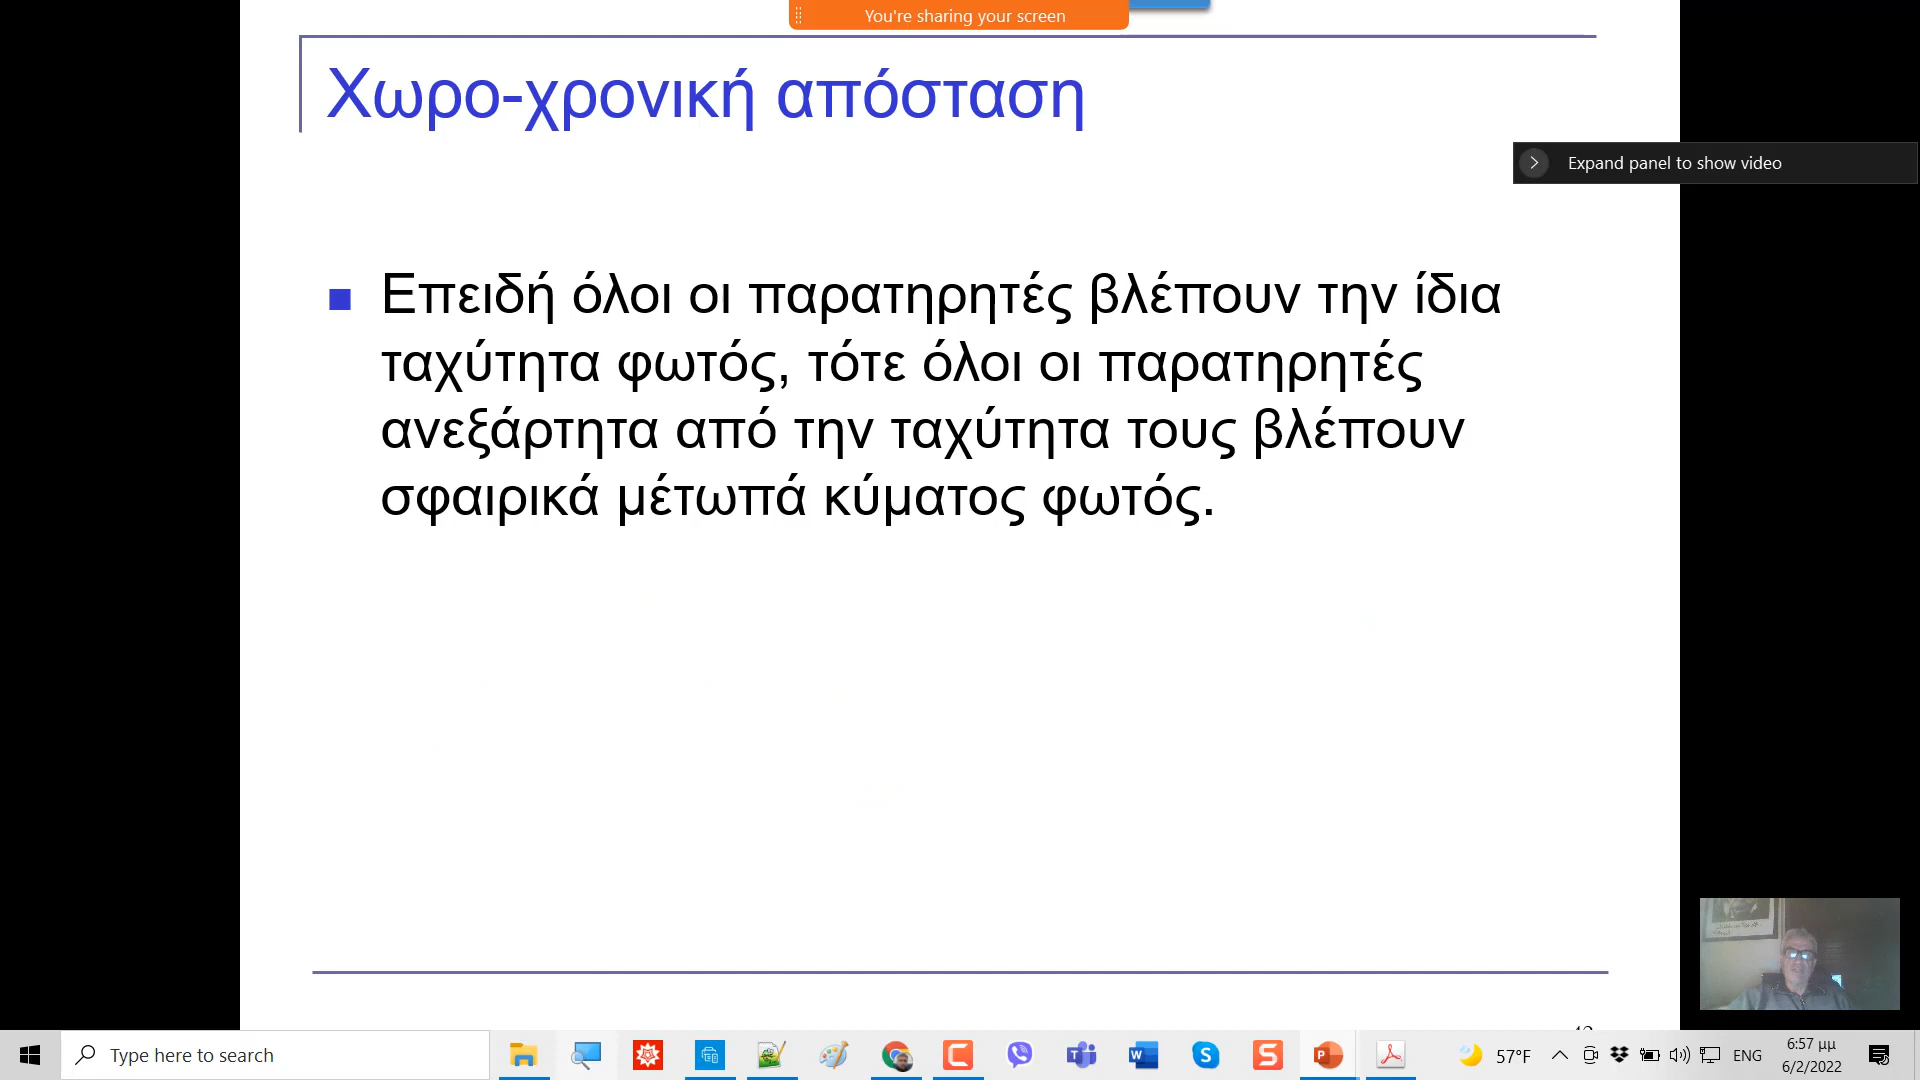 You're sharing your screen
Χωρο-χρονική απόσταση
Expand panel to show video
Επειδή όλοι οι παρατηρητές βλέπουν την ίδια
ταχύτητα φωτός, τότε όλοι οι παρατηρητές
ανεξάρτητα από την ταχύτητα τους βλέπουν
σφαιρικά μέτωπά κύματος φωτός.
Type here to search
57°F
ENG
6:57 μμ
6/2/2022